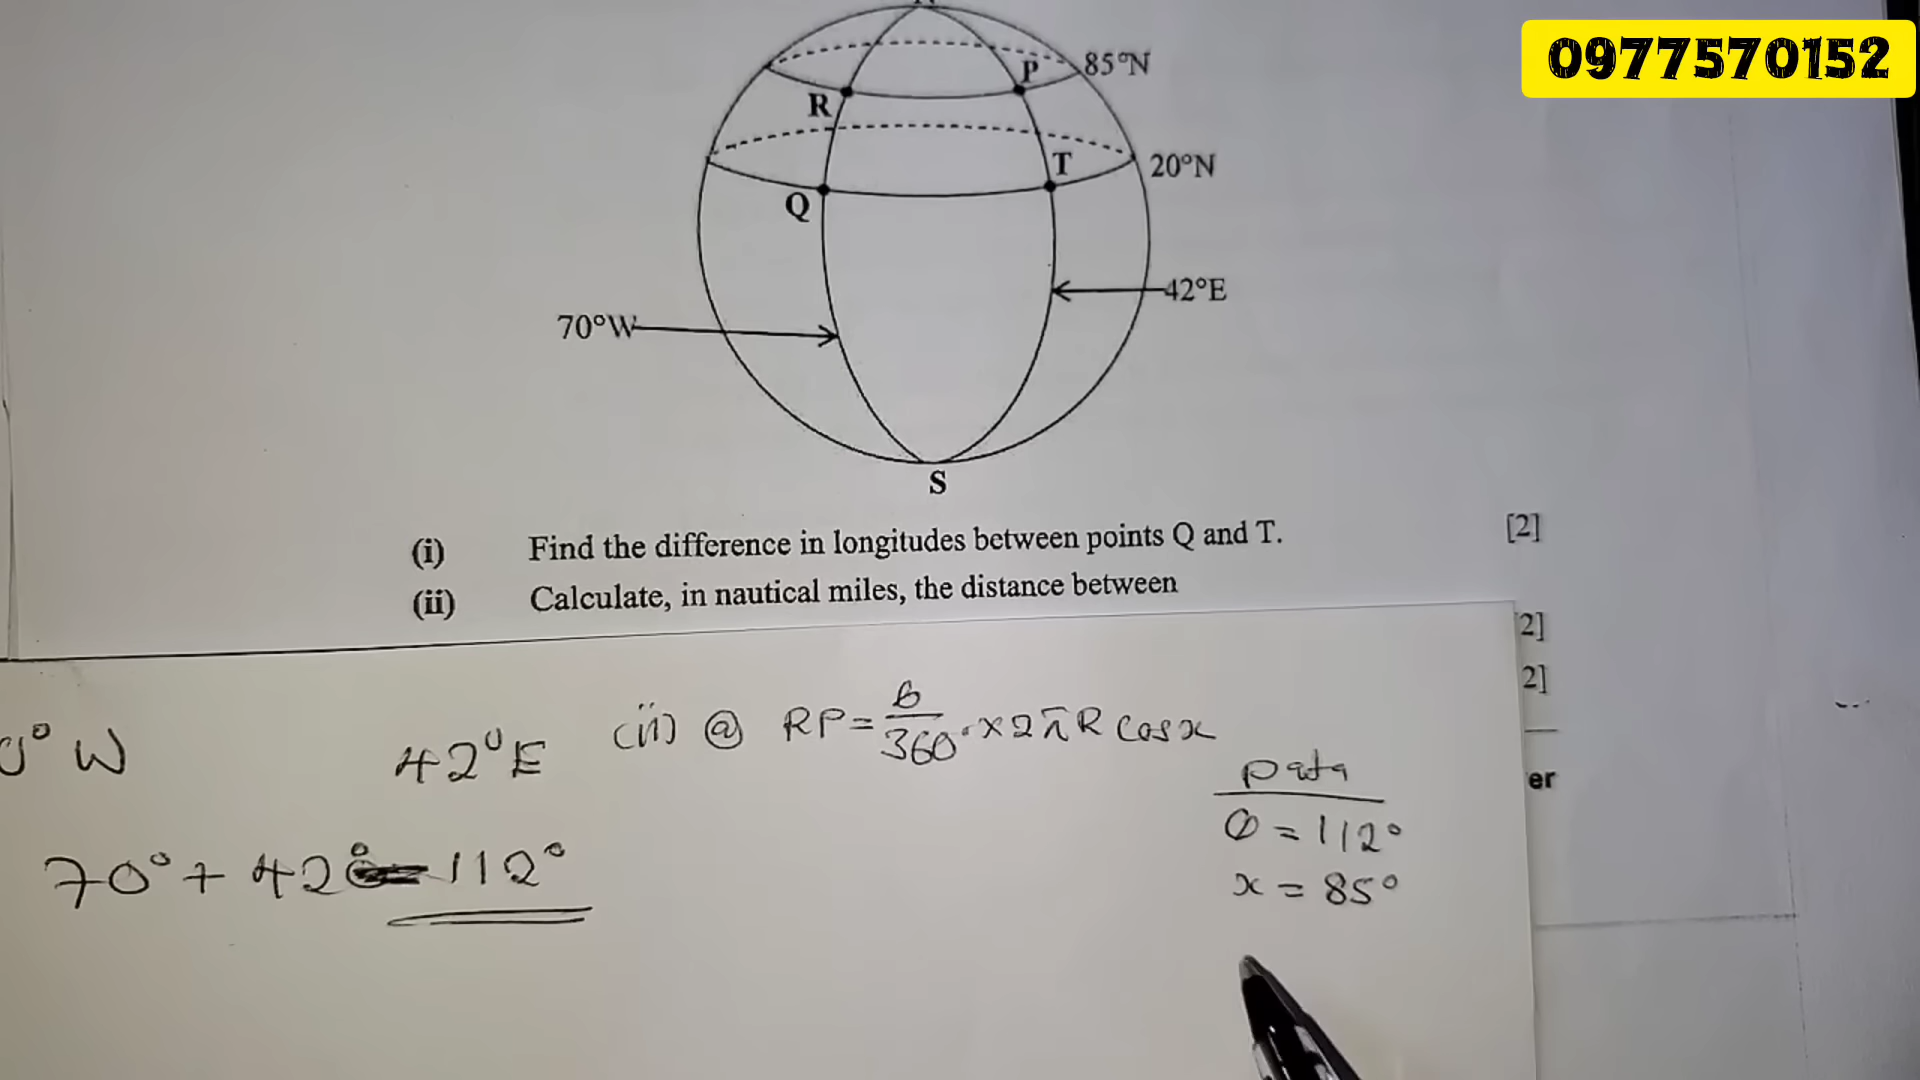 0977570152
85°N
P
R
T
20°N
Q
42°E
70°W
S
(i) Find the difference in longitudes between points Q and T. [2]
(ii) Calculate, in nautical miles, the distance between
2]
2]
er
° W 42°E
70° + 42° = 112°
(ii) @ RP = θ/360° × 2πR cos x
Data
θ = 112°
x = 85°